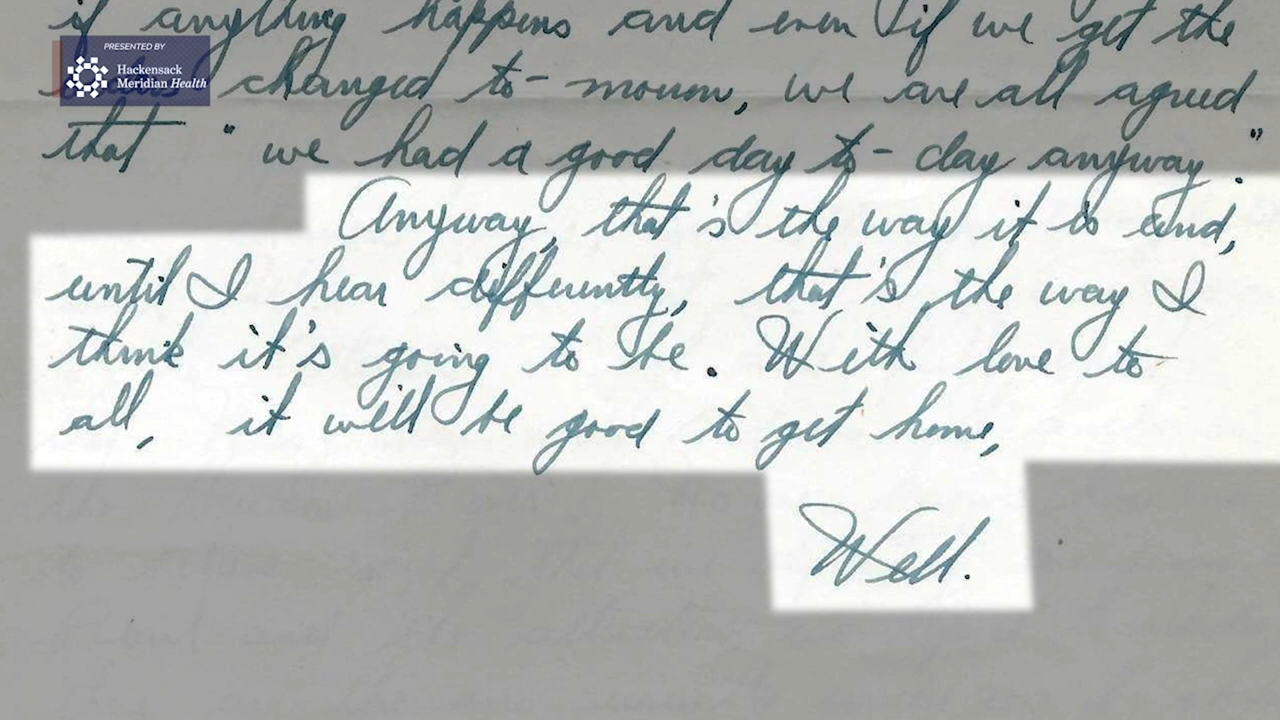 if anything happens and even if we get the
PRESENTED BY
Hackensack
Meridian Health
changed to-morrow, we are all agreed
that "we had a good day to-day anyway."
Anyway, that's the way it is and,
until I hear differently, that's the way I
think it's going to be. With love to
all, it will be good to get home,
Well.